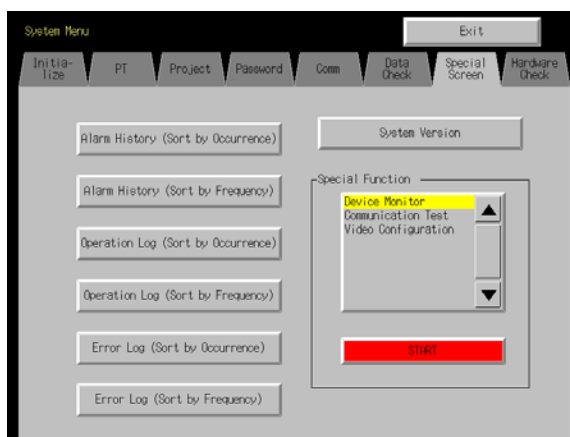 System Menu
Exit
Initia-
lize
PT
Project
Password
Comm
Data
Check
Special
Screen
Hardware
Check
Alarm History (Sort by Occurrence)
System Version
Alarm History (Sort by Frequency)
Special Function
Device Monitor
Communication Test
Video Configuration
Operation Log (Sort by Occurrence)
Operation Log (Sort by Frequency)
START
Error Log (Sort by Occurrence)
Error Log (Sort by Frequency)